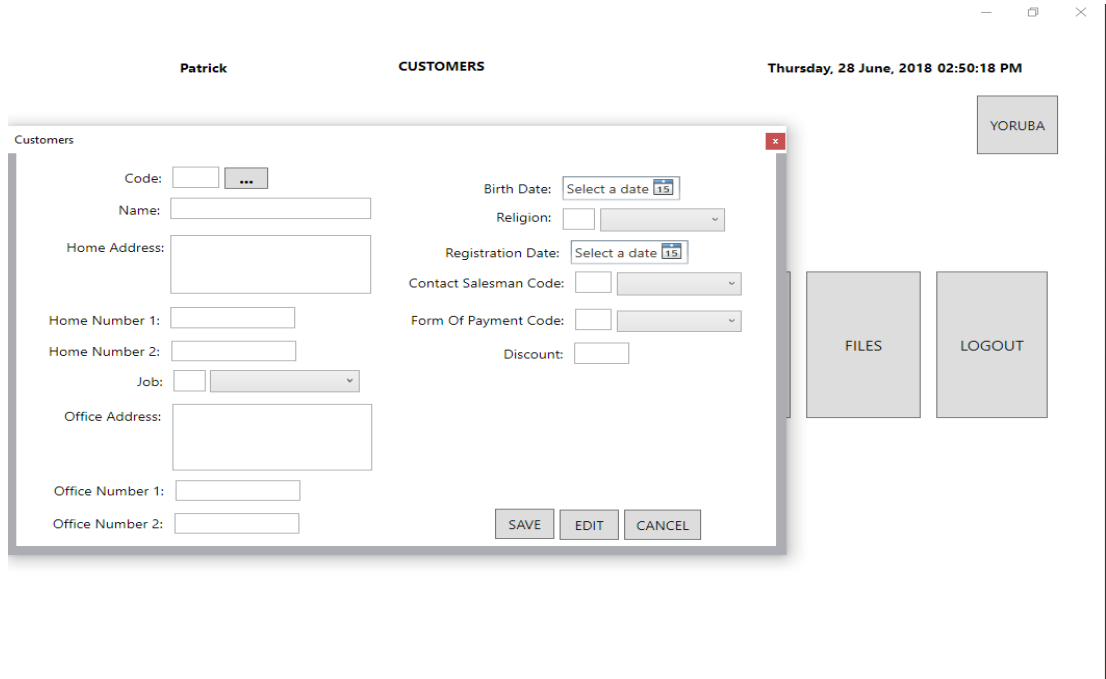 Patrick
CUSTOMERS
Thursday, 28 June, 2018 02:50:18 PM
YORUBA
Customers
x
Code:
...
Name:
Home Address:
Home Number 1:
Home Number 2:
Job:
Office Address:
Office Number 1:
Office Number 2:
Birth Date:
Select a date 15
Religion:
Registration Date:
Select a date 15
Contact Salesman Code:
Form Of Payment Code:
Discount:
SAVE
EDIT
CANCEL
FILES
LOGOUT